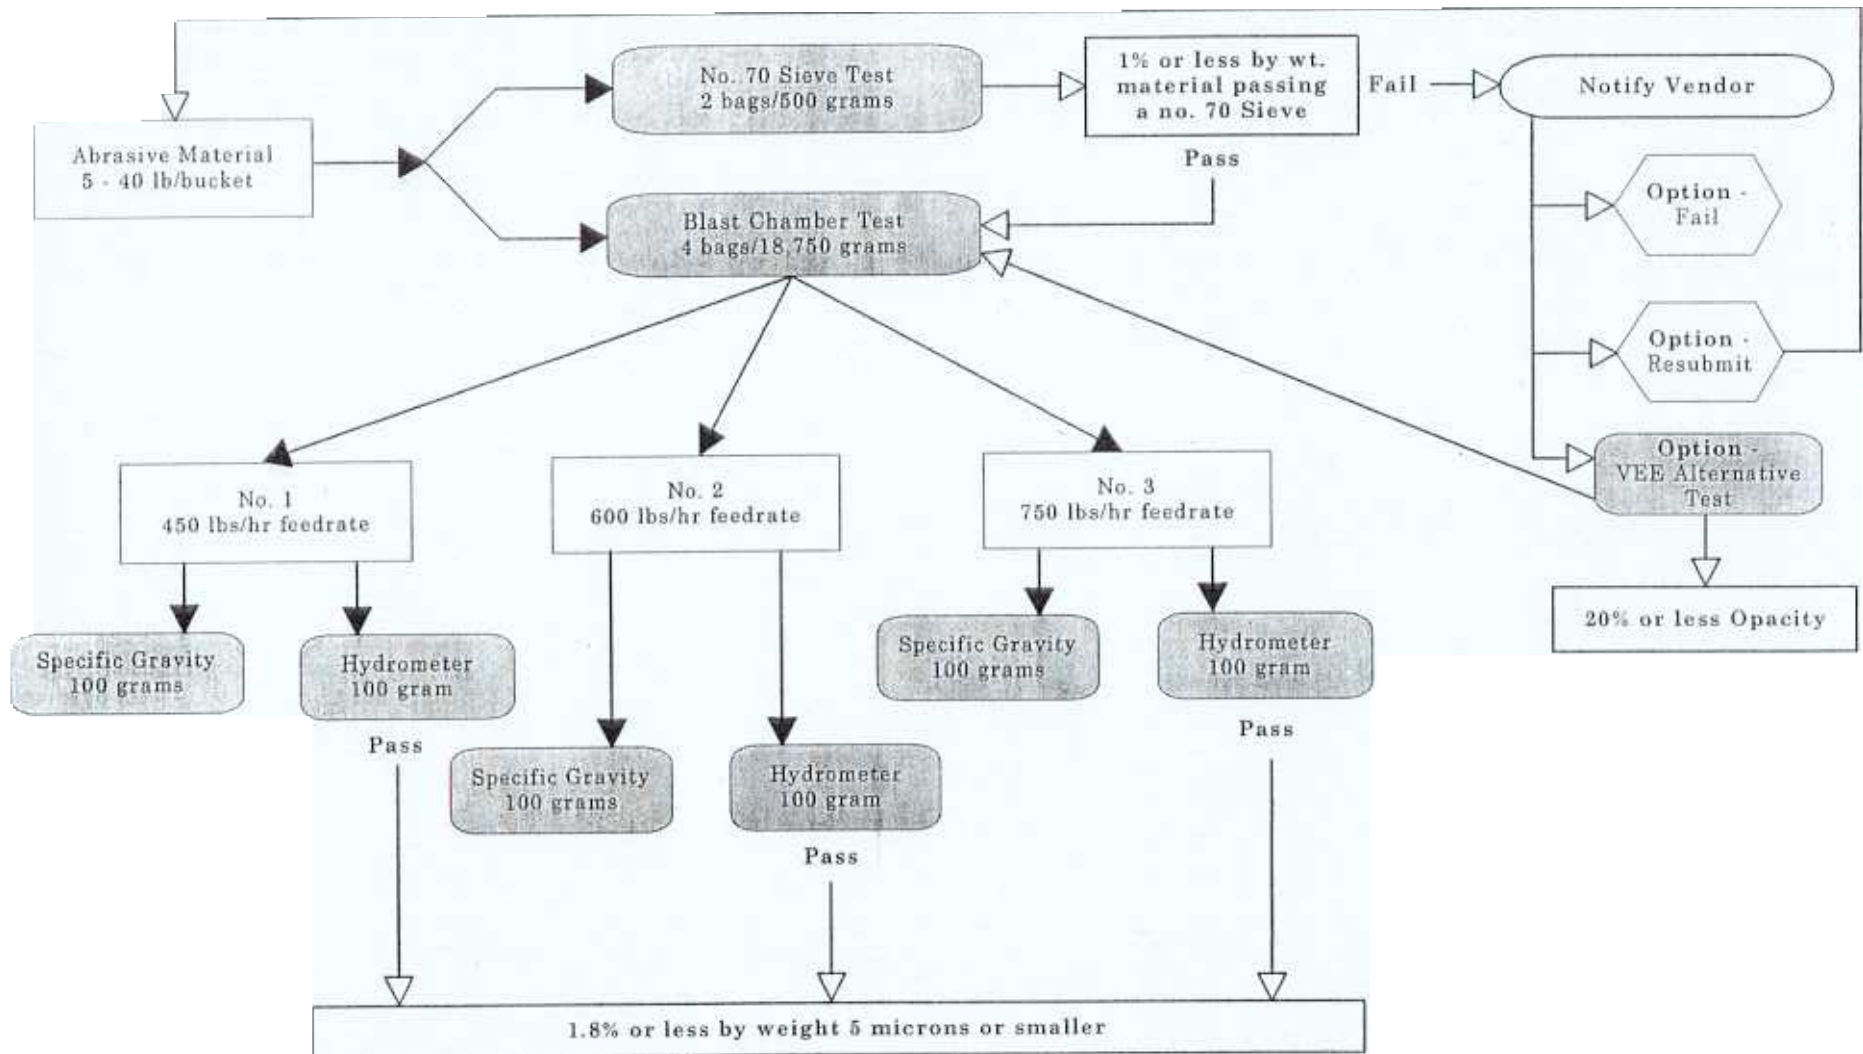 No. 70 Sieve Test
2 bags/500 grams
1% or less by wt.
material passing
a no. 70 Sieve
Fail
Notify Vendor
Abrasive Material
5 - 40 lb/bucket
Pass
Blast Chamber Test
4 bags/18,750 grams
Option -
Fail
Option -
Resubmit
Option -
VEE Alternative
Test
No. 1
450 lbs/hr feedrate
No. 2
600 lbs/hr feedrate
No. 3
750 lbs/hr feedrate
20% or less Opacity
Specific Gravity
100 grams
Hydrometer
100 gram
Specific Gravity
100 grams
Hydrometer
100 gram
Pass
Specific Gravity
100 grams
Hydrometer
100 gram
Pass
Pass
1.8% or less by weight 5 microns or smaller